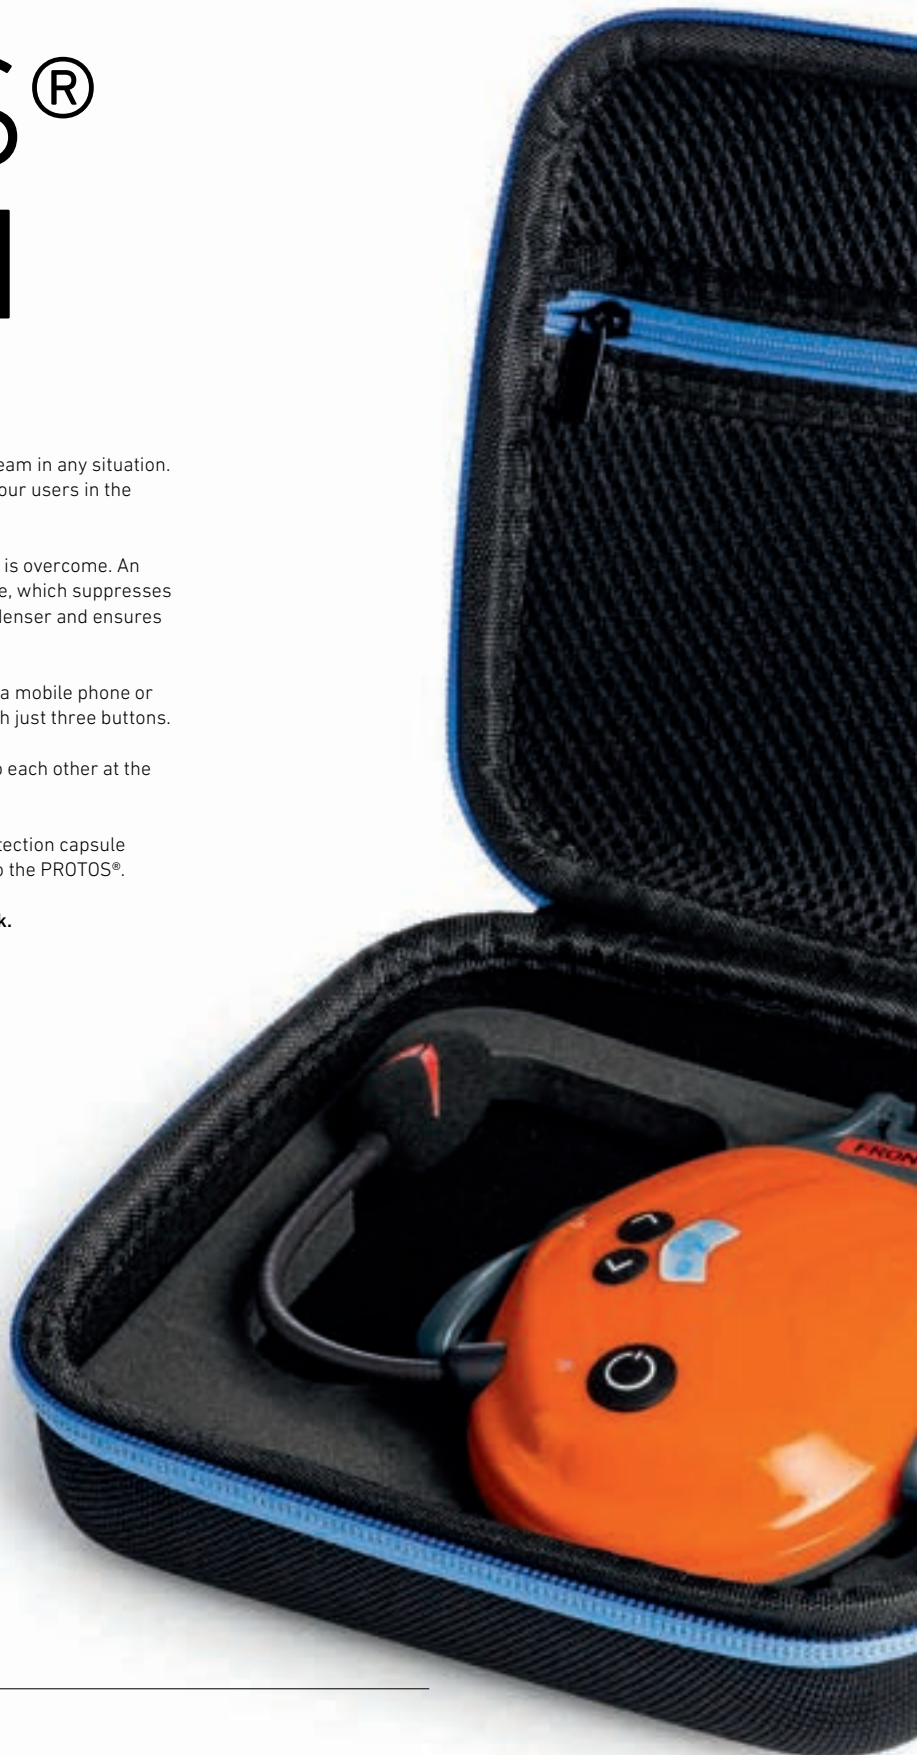 S®
eam in any situation.
our users in the
is overcome. An
e, which suppresses
denser and ensures
a mobile phone or
h just three buttons.
o each other at the
tection capsule
o the PROTOS®.
k.
FRON